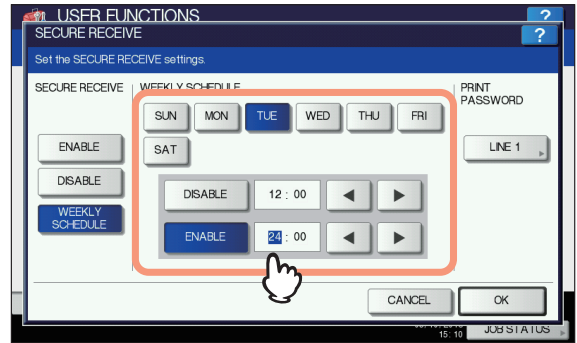 USER FUNCTIONS
?
SECURE RECEIVE
?
Set the SECURE RECEIVE settings.
SECURE RECEIVE
WEEKLY SCHEDULE
PRINT
PASSWORD
SUN MON TUE WED THU FRI
SAT
ENABLE
DISABLE
WEEKLY
SCHEDULE
LINE 1
DISABLE 12 : 00
ENABLE 24 : 00
CANCEL
OK
15: 10
JOB STATUS